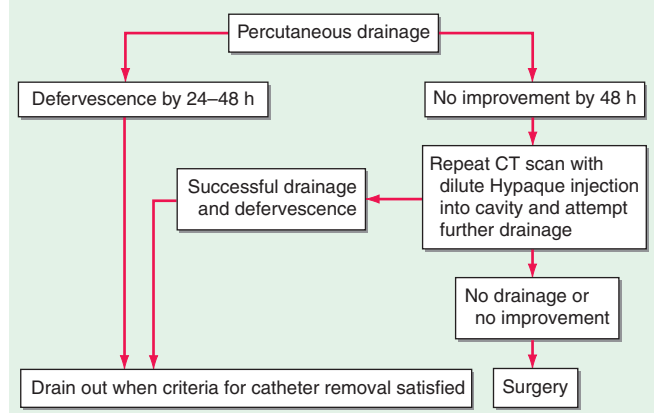 Percutaneous drainage
Defervescence by 24–48 h
No improvement by 48 h
Repeat CT scan with
dilute Hypaque injection
into cavity and attempt
further drainage
Successful drainage
and defervescence
No drainage or
no improvement
Drain out when criteria for catheter removal satisfied
Surgery